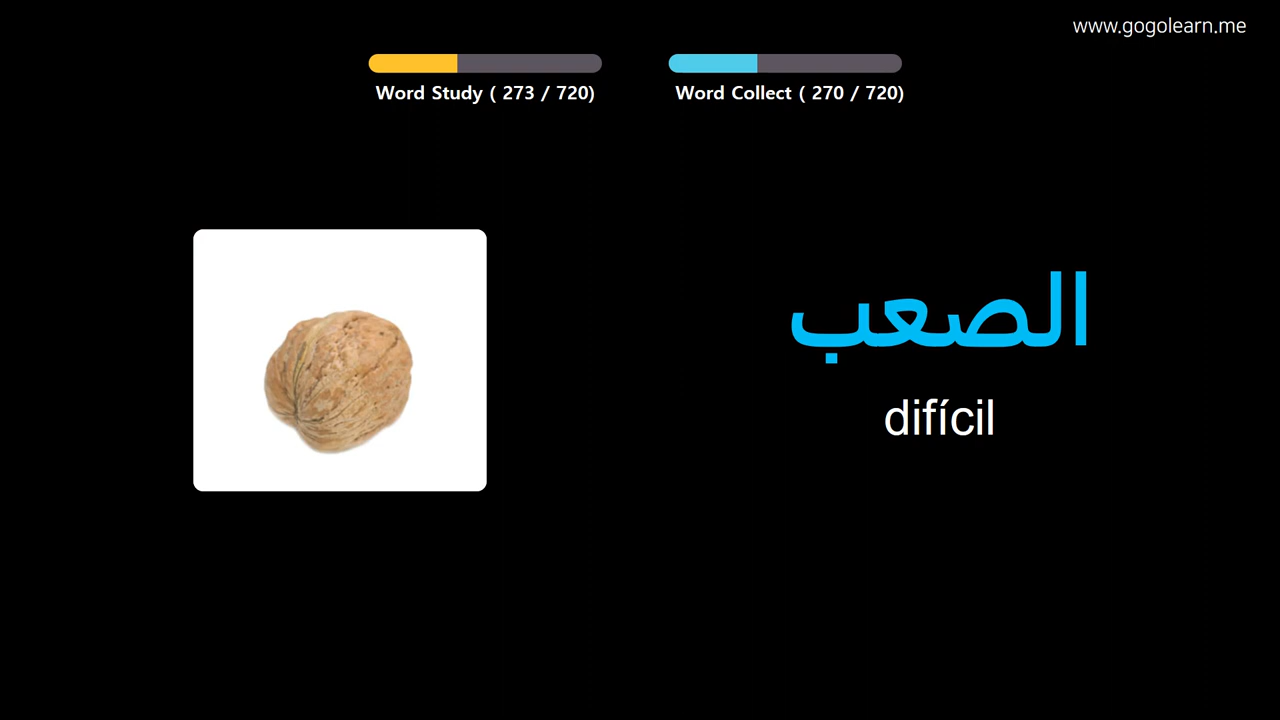 www.gogolearn.me
Word Study ( 273 / 720)
Word Collect ( 270 / 720)
الصعب
difícil